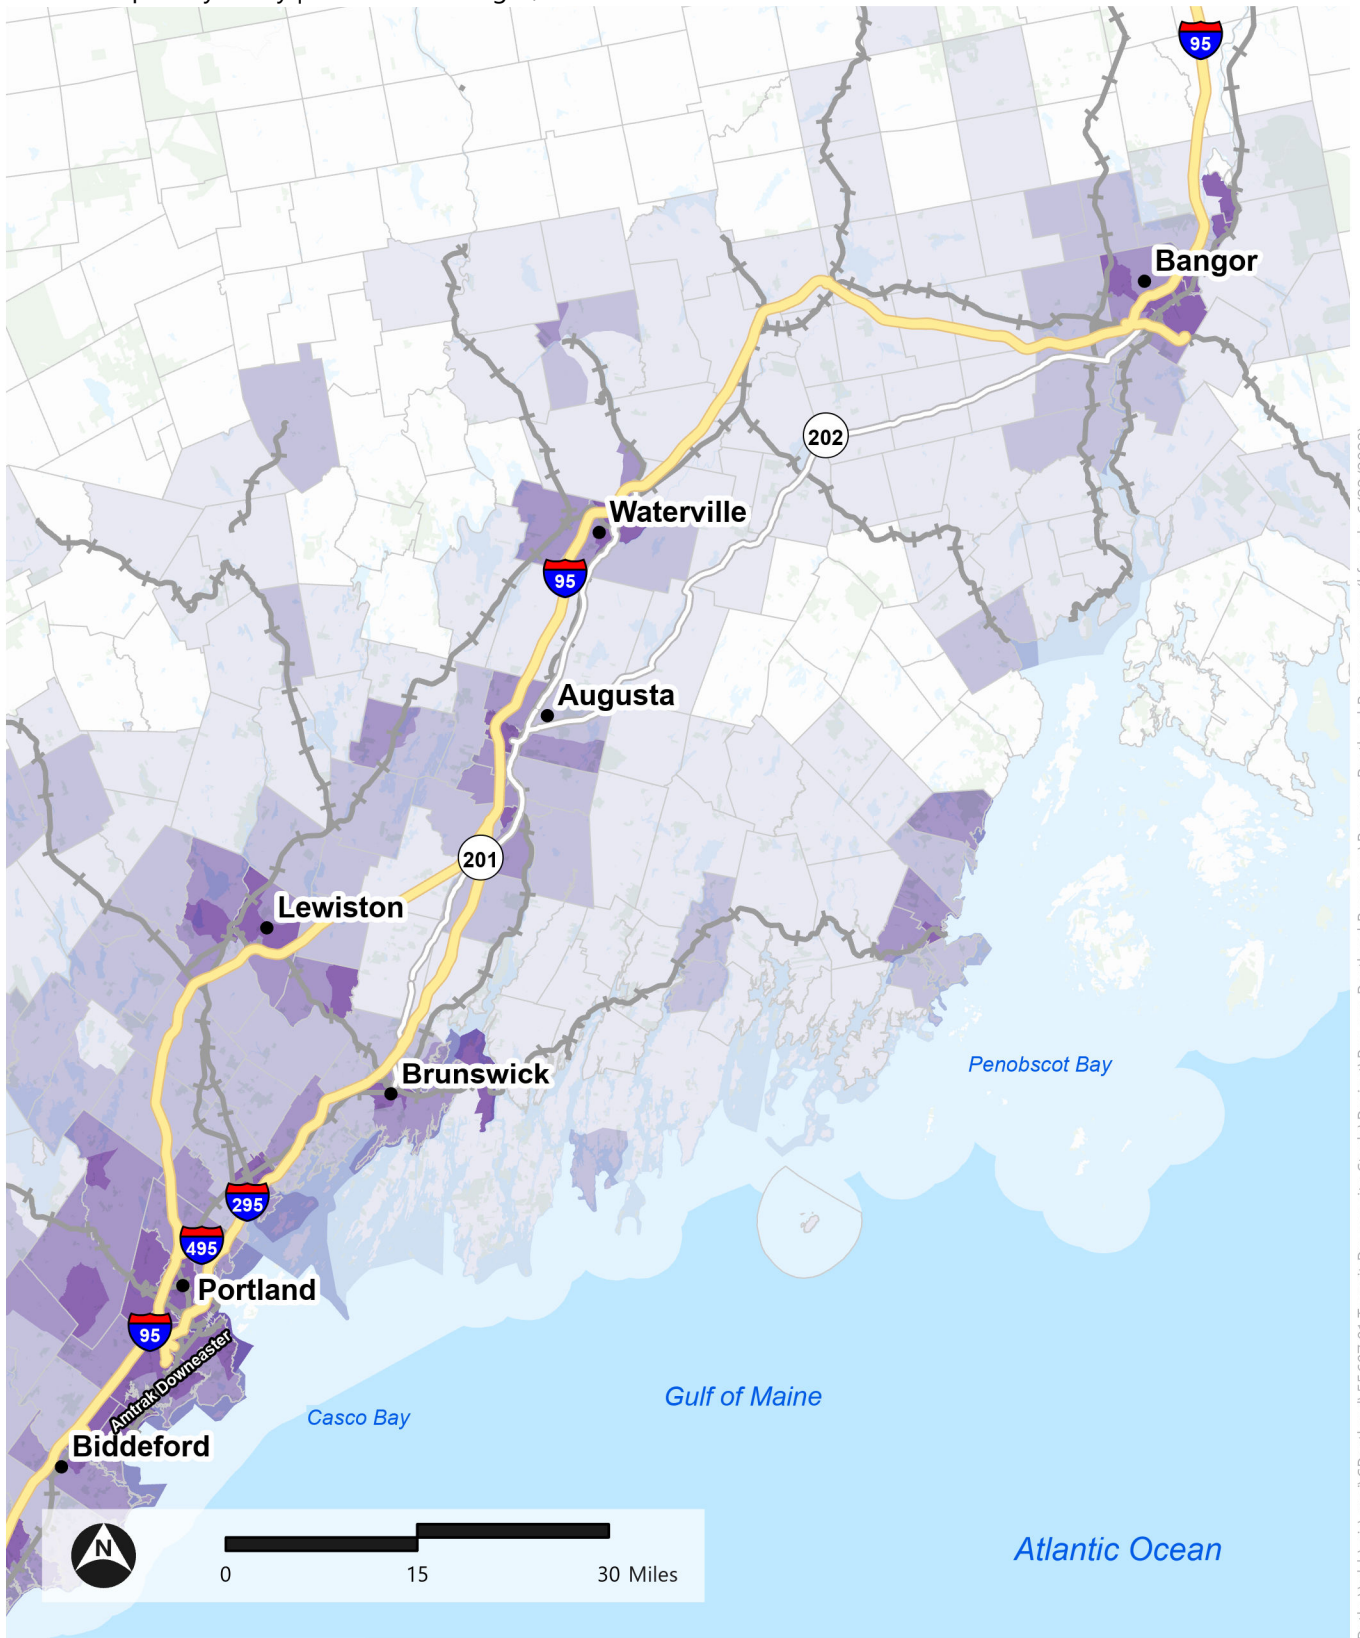 95
Bangor
202
Waterville
95
Augusta
201
Lewiston
Brunswick
Penobscot Bay
295
495
Portland
95
Amtrak Downeaster
Gulf of Maine
Casco Bay
Biddeford
N
Atlantic Ocean
0 15 30 Miles